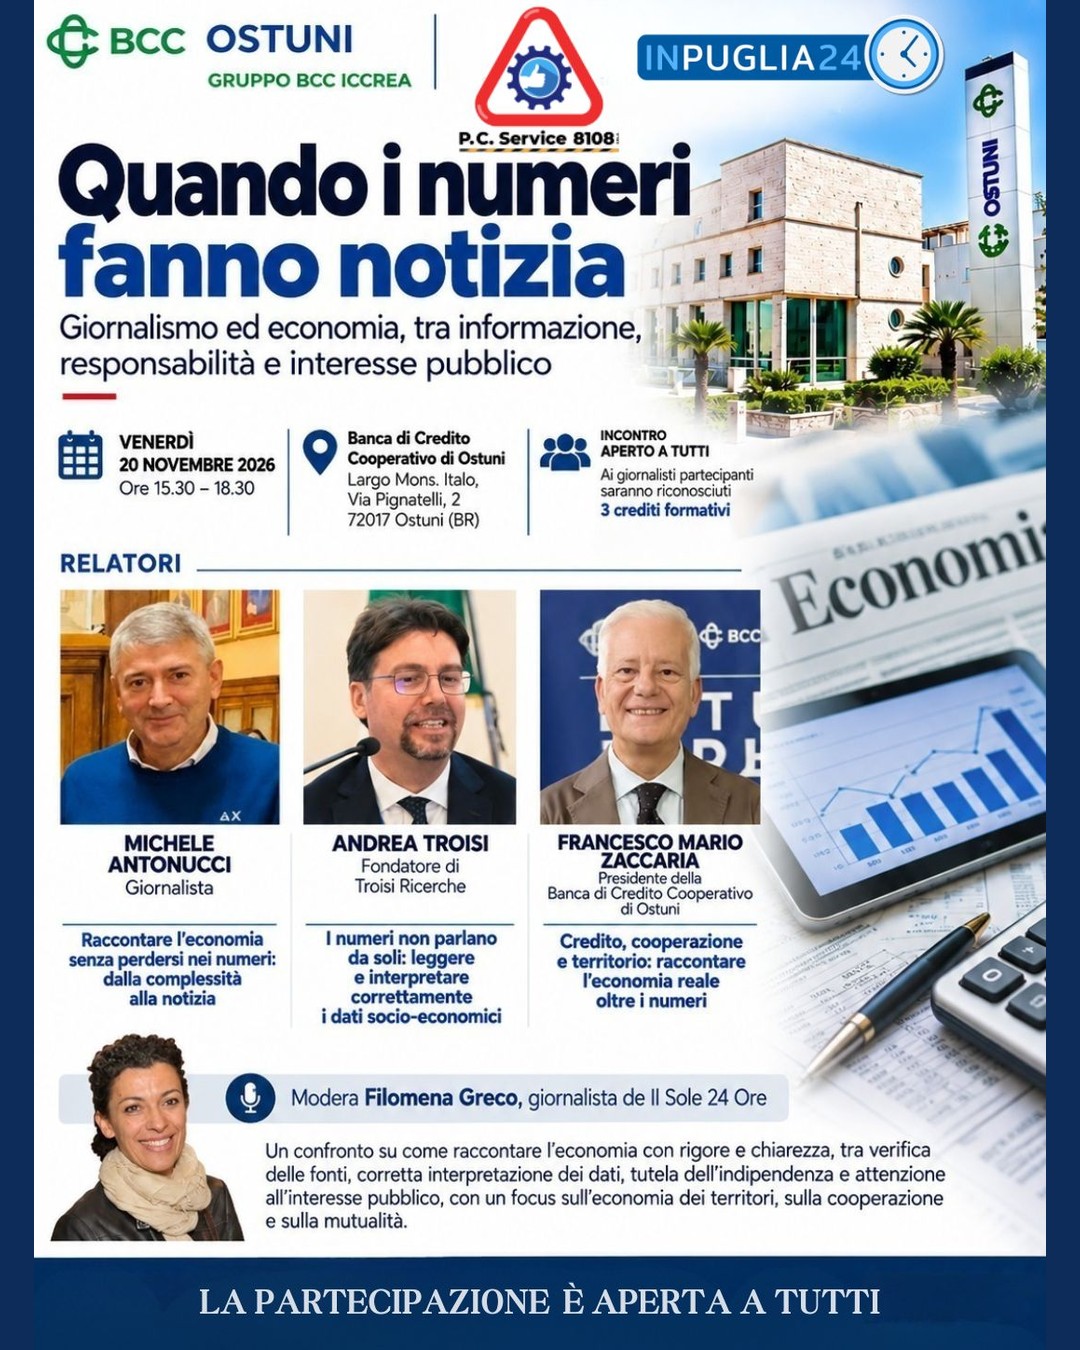 BCC OSTUNI
GRUPPO BCC ICCREA
P.C. Service 8108
INPUGLIA24
OSTUNI
Quando i numeri
fanno notizia
Giornalismo ed economia, tra informazione,
responsabilità e interesse pubblico
VENERDÌ
20 NOVEMBRE 2026
Ore 15.30 – 18.30
Banca di Credito
Cooperativo di Ostuni
Largo Mons. Italo,
Via Pignatelli, 2
72017 Ostuni (BR)
INCONTRO
APERTO A TUTTI
Ai giornalisti partecipanti
saranno riconosciuti
3 crediti formativi
Economi
RELATORI
BCC
AX
MICHELE
ANTONUCCI
Giornalista
Raccontare l'economia
senza perdersi nei numeri:
dalla complessità
alla notizia
ANDREA TROISI
Fondatore di
Troisi Ricerche
I numeri non parlano
da soli: leggere
e interpretare
correttamente
i dati socio-economici
FRANCESCO MARIO
ZACCARIA
Presidente della
Banca di Credito Cooperativo
di Ostuni
Credito, cooperazione
e territorio: raccontare
l'economia reale
oltre i numeri
Modera Filomena Greco, giornalista de Il Sole 24 Ore
Un confronto su come raccontare l'economia con rigore e chiarezza, tra verifica
delle fonti, corretta interpretazione dei dati, tutela dell'indipendenza e attenzione
all'interesse pubblico, con un focus sull'economia dei territori, sulla cooperazione
e sulla mutualità.
LA PARTECIPAZIONE È APERTA A TUTTI